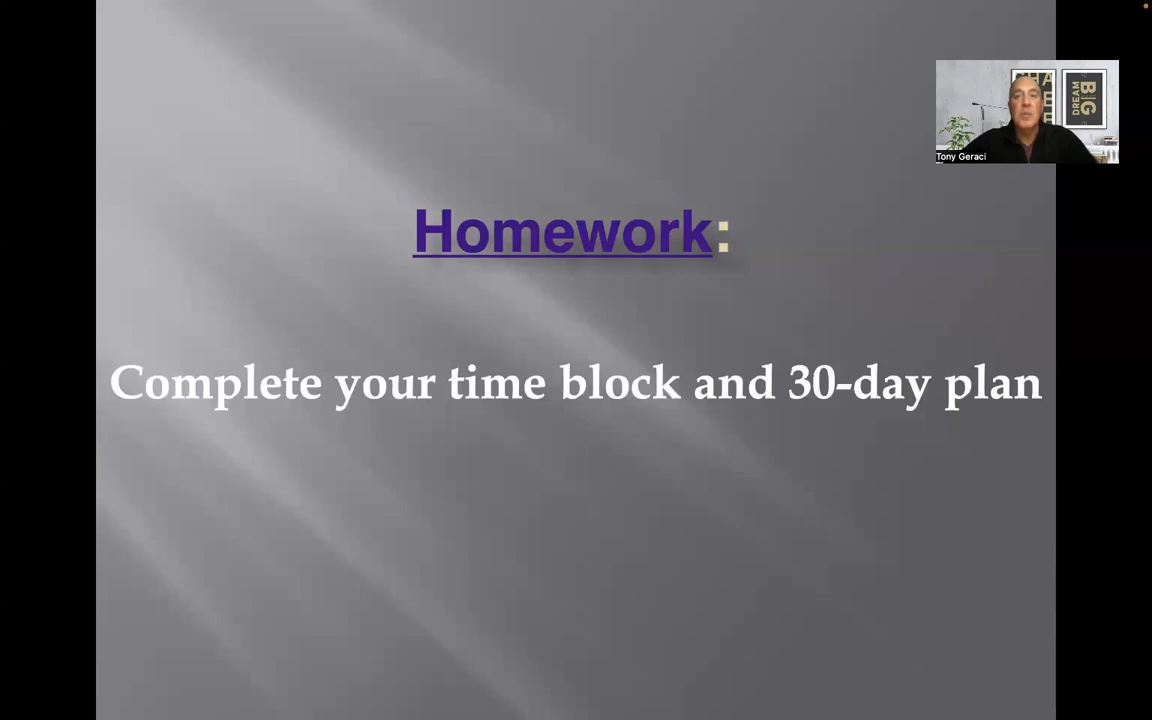 Homework:
Complete your time block and 30-day plan
DREAM
BIG
Tony Geraci